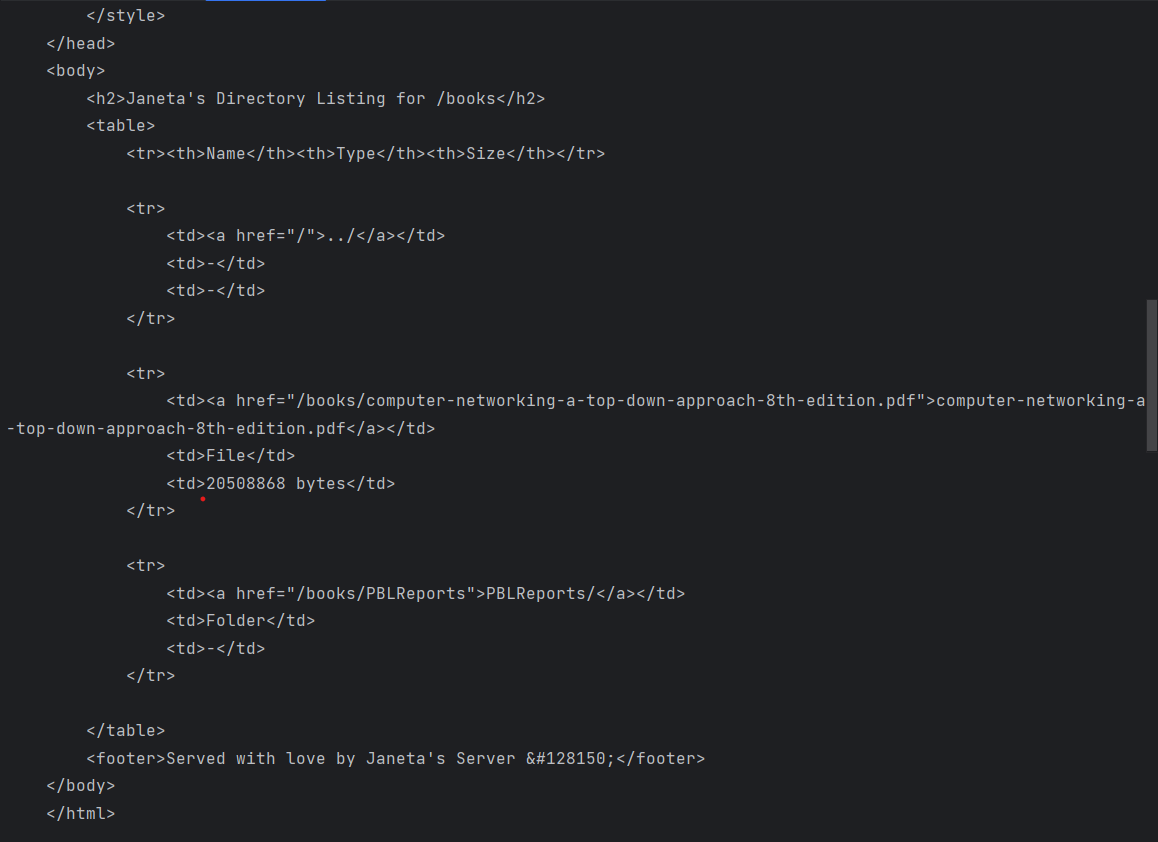 </style>
</head>
<body>
<h2>Janeta's Directory Listing for /books</h2>
<table>
<tr><th>Name</th><th>Type</th><th>Size</th></tr>
<tr>
<td><a href="/">../</a></td>
<td>-</td>
<td>-</td>
</tr>
<tr>
<td><a href="/books/computer-networking-a-top-down-approach-8th-edition.pdf">computer-networking-a
-top-down-approach-8th-edition.pdf</a></td>
<td>File</td>
<td>20508868 bytes</td>
</tr>
<tr>
<td><a href="/books/PBLReports">PBLReports/</a></td>
<td>Folder</td>
<td>-</td>
</tr>
</table>
<footer>Served with love by Janeta's Server &#128150;</footer>
</body>
</html>